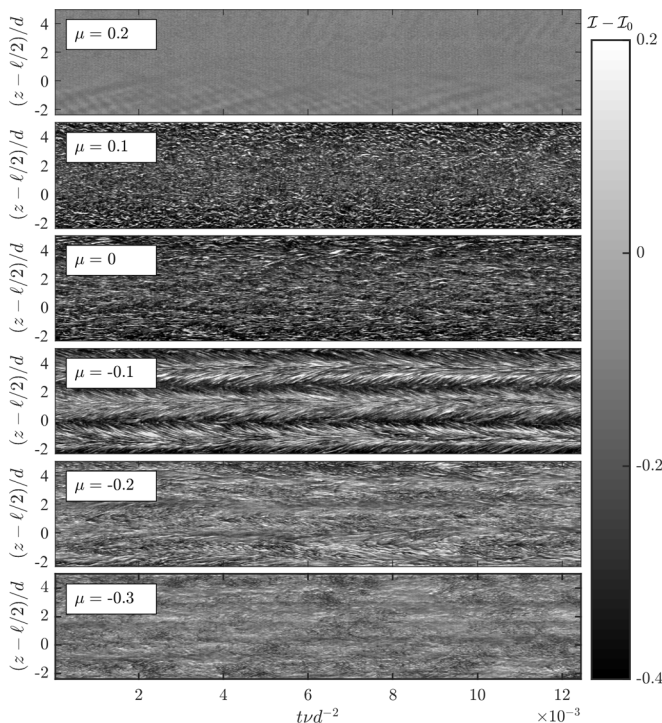 𝓘 − 𝓘₀
μ = 0.2
(z − ℓ/2)/d
4
2
0
-2
μ = 0.1
(z − ℓ/2)/d
4
2
0
-2
μ = 0
(z − ℓ/2)/d
4
2
0
-2
μ = -0.1
(z − ℓ/2)/d
4
2
0
-2
μ = -0.2
(z − ℓ/2)/d
4
2
0
-2
μ = -0.3
(z − ℓ/2)/d
4
2
0
-2
2 4 6 8 10 12
×10⁻³
tνd⁻²
0.2
0
-0.2
-0.4